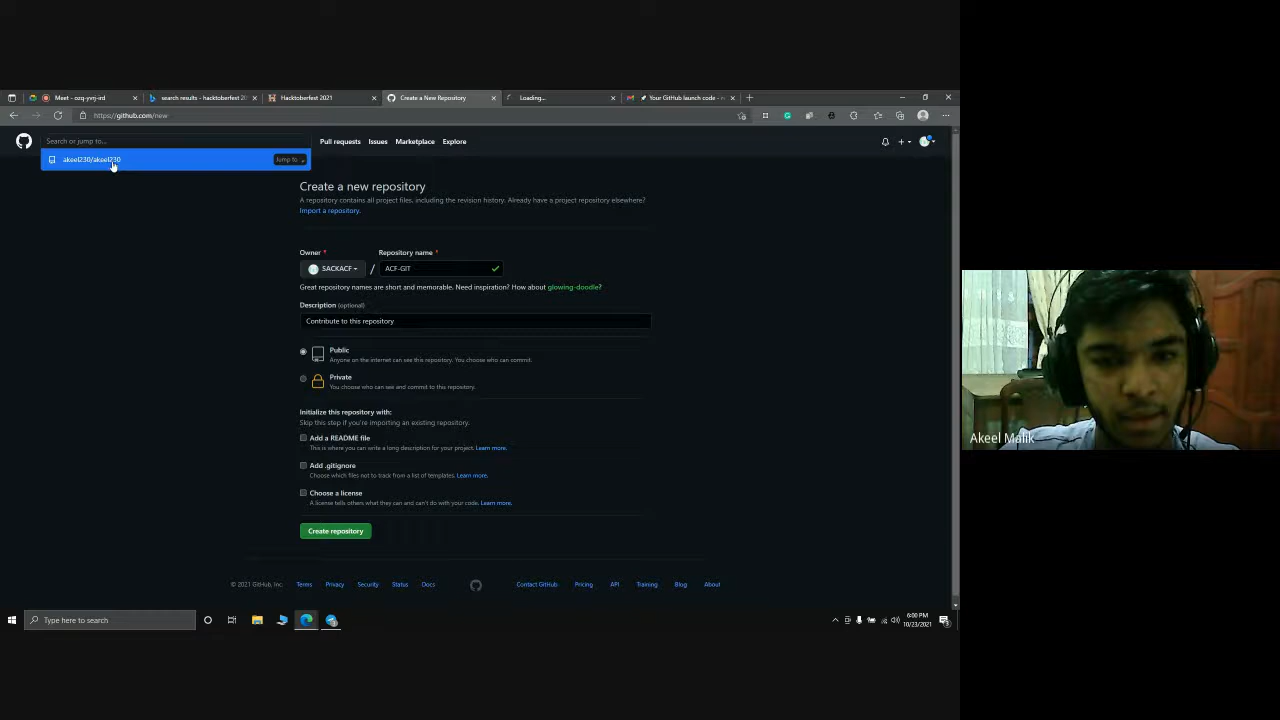 Meet - ozq-yvrj-ird
search results - hacktoberfest 20
Hacktoberfest 2021
Create a New Repository
Loading...
Your GitHub launch code - m
https://github.com/new
Search or jump to...
Pull requests Issues Marketplace Explore
akeel230/akeel230
Jump to
Create a new repository
A repository contains all project files, including the revision history. Already have a project repository elsewhere?
Import a repository.
Owner *
Repository name *
SACKACF
/
ACF-GIT
Great repository names are short and memorable. Need inspiration? How about glowing-doodle?
Description (optional)
Contribute to this repository
Public
Anyone on the internet can see this repository. You choose who can commit.
Private
You choose who can see and commit to this repository.
Initialize this repository with:
Skip this step if you're importing an existing repository.
Add a README file
This is where you can write a long description for your project. Learn more.
Add .gitignore
Choose which files not to track from a list of templates. Learn more.
Choose a license
A license tells others what they can and can't do with your code. Learn more.
Create repository
© 2021 GitHub, Inc. Terms Privacy Security Status Docs Contact GitHub Pricing API Training Blog About
Type here to search
6:00 PM
10/23/2021
Akeel Malik